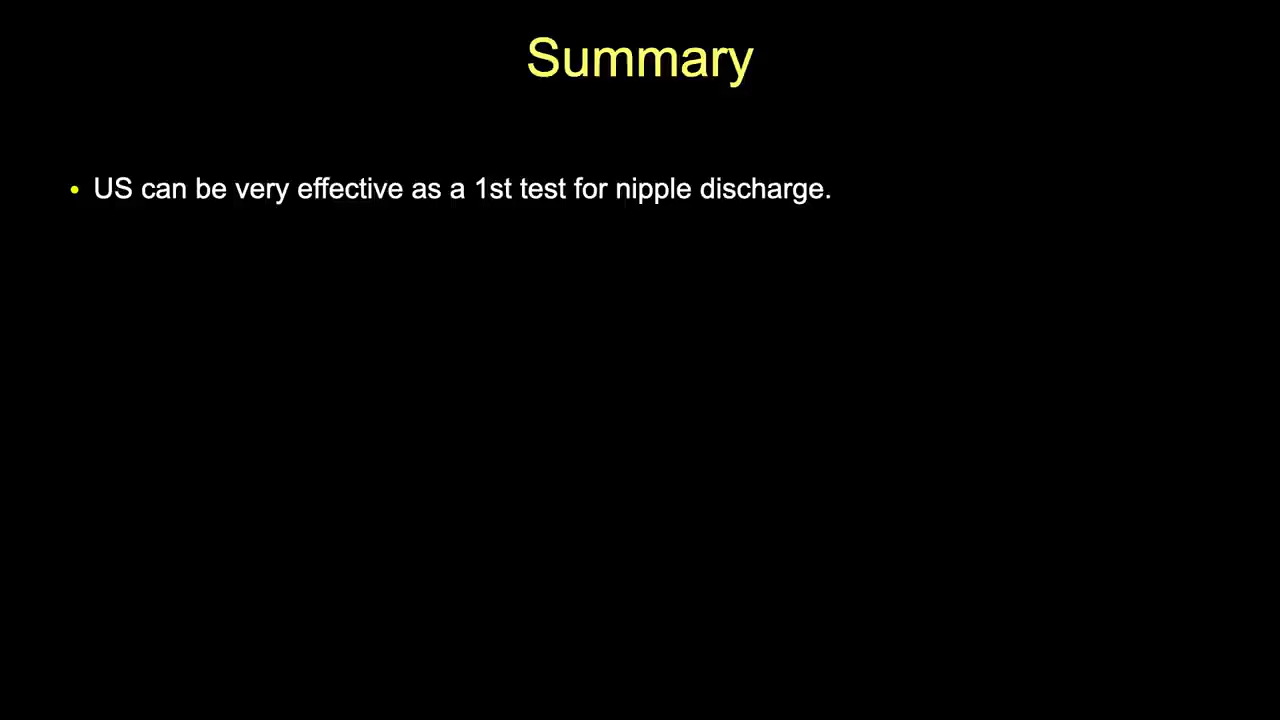 Summary
• US can be very effective as a 1st test for nipple discharge.